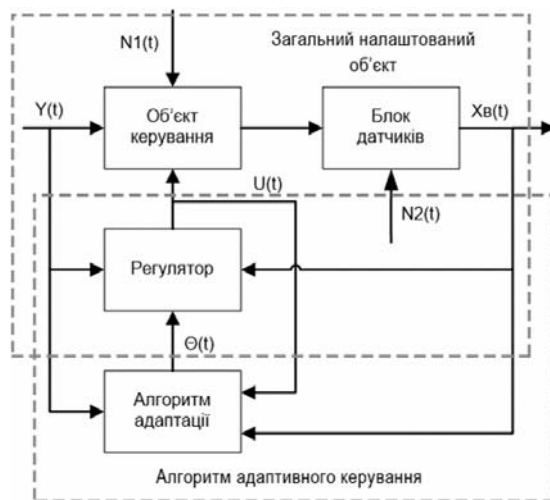 N1(t)
Загальний налаштований
об'єкт
Y(t)
Об'єкт
керування
Блок
датчиків
Xв(t)
U(t)
N2(t)
Регулятор
Θ(t)
Алгоритм
адаптації
Алгоритм адаптивного керування